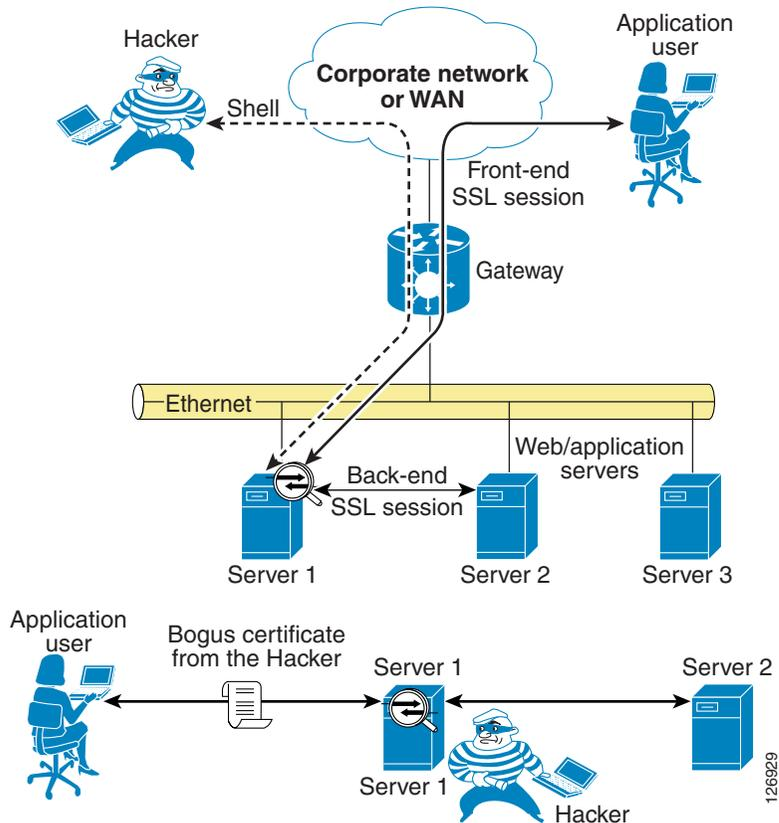 Hacker
Application
user
Corporate network
or WAN
Shell
Front-end
SSL session
Gateway
Ethernet
Web/application
servers
Back-end
SSL session
Server 1
Server 2
Server 3
Application
user
Bogus certificate
from the Hacker
Server 1
Server 2
Server 1
Hacker
126929